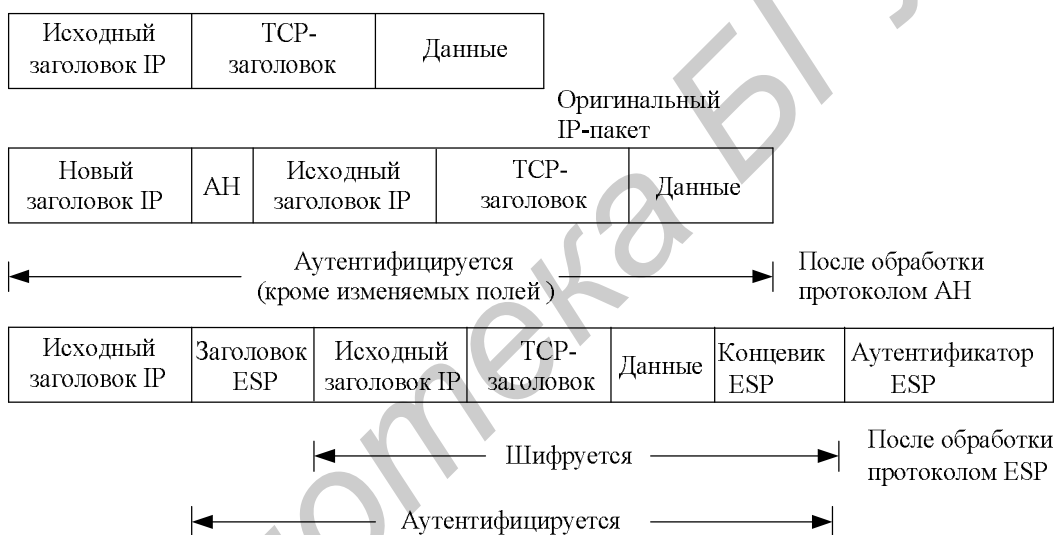 Исходный
заголовок IP
TCP-
заголовок
Данные
Оригинальный
IP-пакет
Новый
заголовок IP
AH
Исходный
заголовок IP
TCP-
заголовок
Данные
Аутентифицируется
(кроме изменяемых полей )
После обработки
протоколом AH
Исходный
заголовок IP
Заголовок
ESP
Исходный
заголовок IP
TCP-
заголовок
Данные
Концевик
ESP
Аутентификатор
ESP
Шифруется
После обработки
протоколом ESP
Аутентифицируется